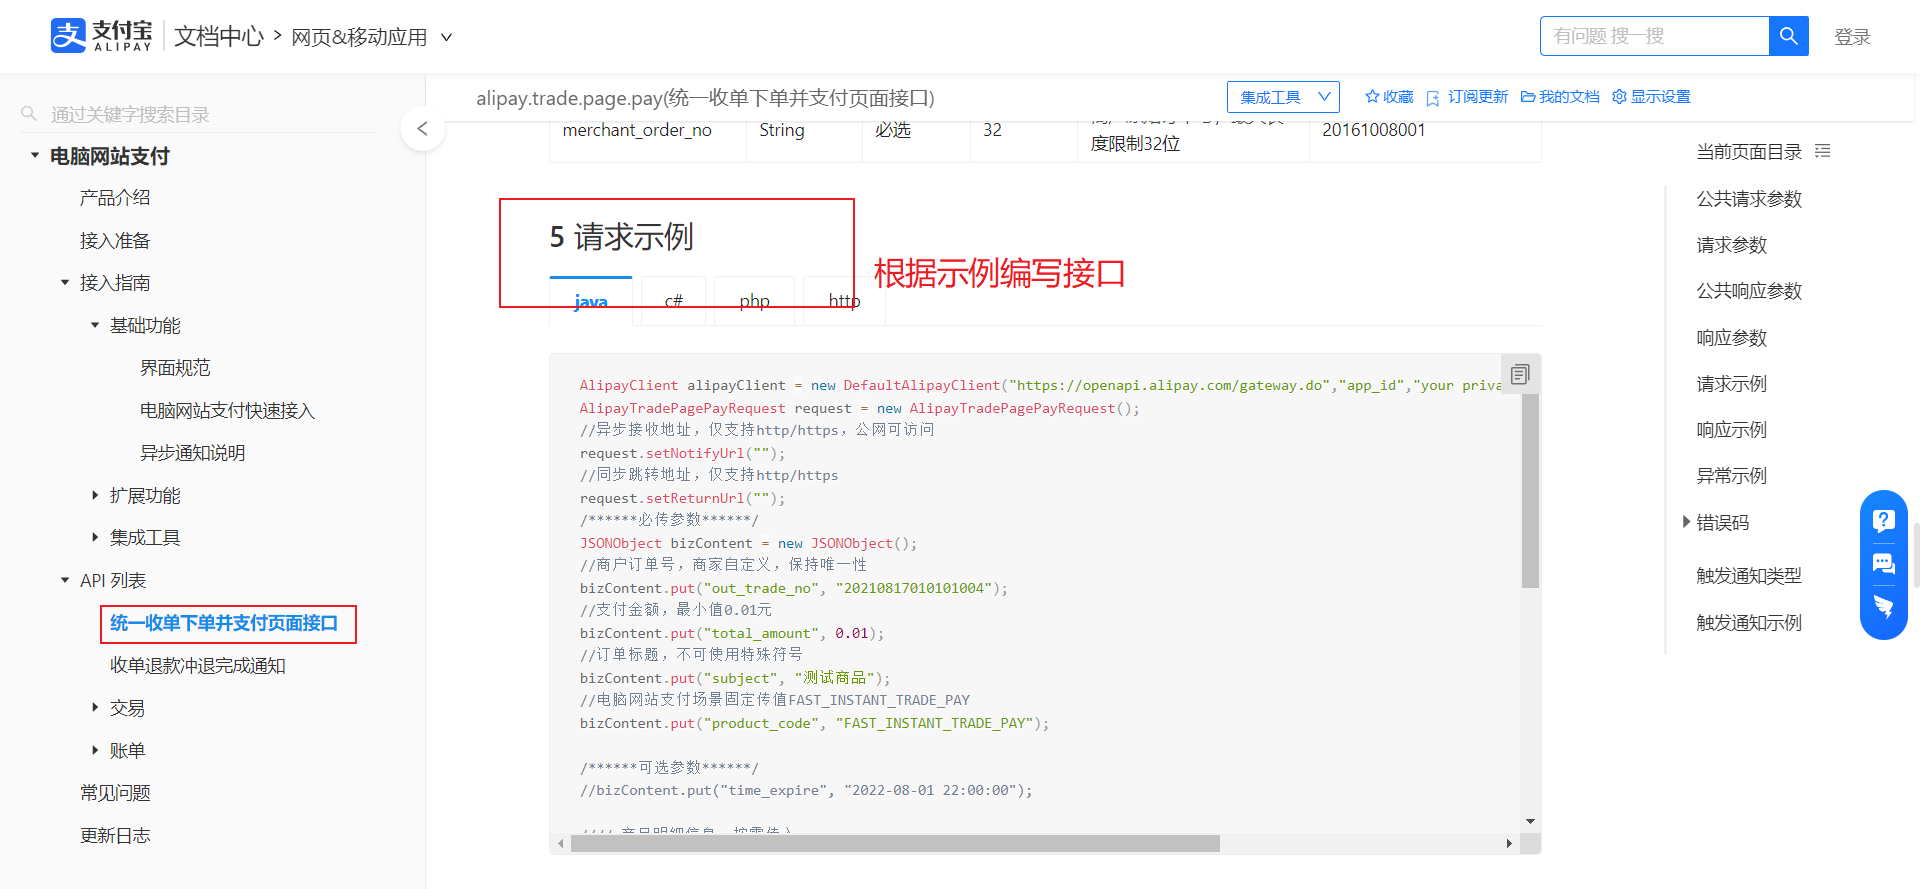 支付宝
ALIPAY
文档中心 > 网页&移动应用
有问题 搜一搜
登录
通过关键字搜索目录
电脑网站支付
产品介绍
接入准备
接入指南
基础功能
界面规范
电脑网站支付快速接入
异步通知说明
扩展功能
集成工具
API 列表
统一收单下单并支付页面接口
收单退款冲退完成通知
交易
账单
常见问题
更新日志
alipay.trade.page.pay(统一收单下单并支付页面接口)
集成工具
收藏
订阅更新
我的文档
显示设置
merchant_order_no String 必选 32
度限制32位
20161008001
5 请求示例
根据示例编写接口
java c# php http
AlipayClient alipayClient = new DefaultAlipayClient("https://openapi.alipay.com/gateway.do","app_id","your priva
AlipayTradePagePayRequest request = new AlipayTradePagePayRequest();
//异步接收地址，仅支持http/https，公网可访问
request.setNotifyUrl("");
//同步跳转地址，仅支持http/https
request.setReturnUrl("");
/******必传参数******/
JSONObject bizContent = new JSONObject();
//商户订单号，商家自定义，保持唯一性
bizContent.put("out_trade_no", "20210817010101004");
//支付金额，最小值0.01元
bizContent.put("total_amount", 0.01);
//订单标题，不可使用特殊符号
bizContent.put("subject", "测试商品");
//电脑网站支付场景固定传值FAST_INSTANT_TRADE_PAY
bizContent.put("product_code", "FAST_INSTANT_TRADE_PAY");
/******可选参数******/
//bizContent.put("time_expire", "2022-08-01 22:00:00");
当前页面目录
公共请求参数
请求参数
公共响应参数
响应参数
请求示例
响应示例
异常示例
错误码
触发通知类型
触发通知示例